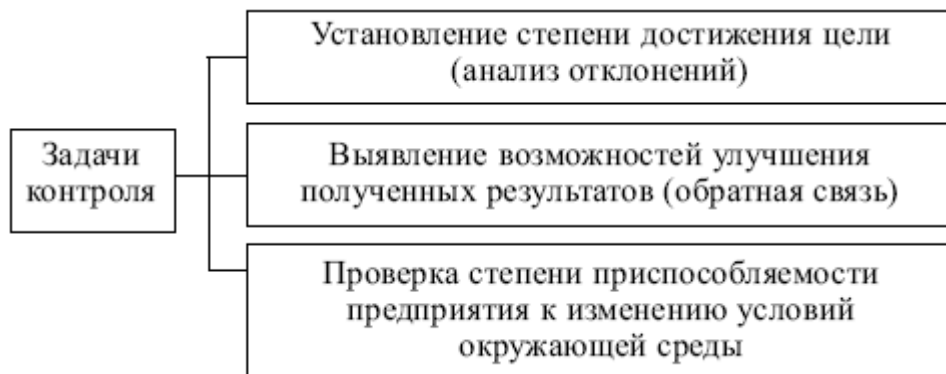 Задачи
контроля
Установление степени достижения цели
(анализ отклонений)
Выявление возможностей улучшения
полученных результатов (обратная связь)
Проверка степени приспособляемости
предприятия к изменению условий
окружающей среды